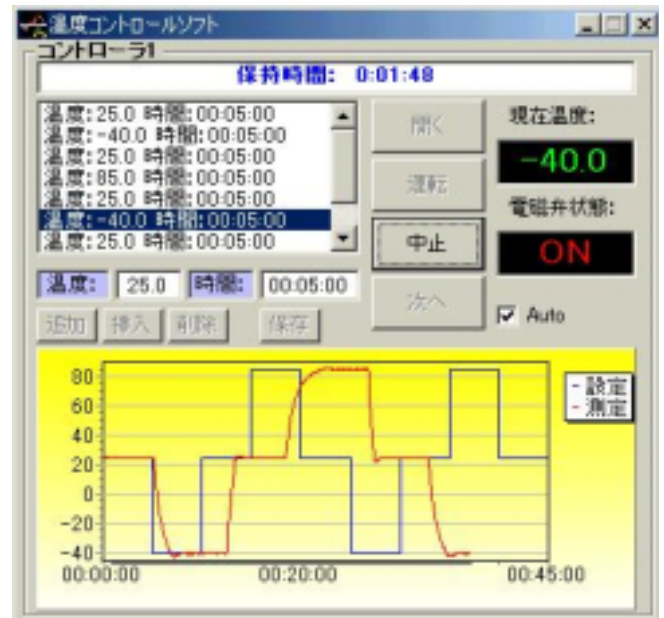 温度コントロールソフト
コントローラ1
保持時間: 0:01:48
温度:25.0 時間:00:05:00
温度:-40.0 時間:00:05:00
温度:25.0 時間:00:05:00
温度:85.0 時間:00:05:00
温度:25.0 時間:00:05:00
温度:-40.0 時間:00:05:00
温度:25.0 時間:00:05:00
開く
運転
中止
次へ
現在温度:
-40.0
電磁弁状態:
ON
Auto
温度: 25.0 時間: 00:05:00
追加 挿入 削除 保存
80
60
40
20
0
-20
-40
00:00:00 00:20:00 00:45:00
- 設定
- 測定